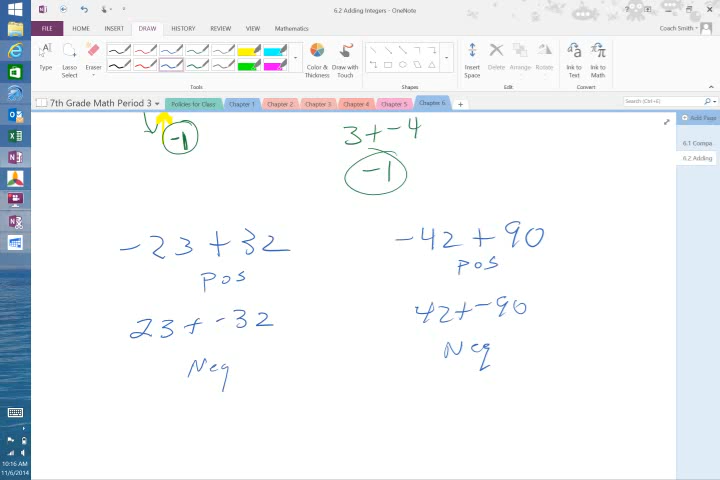 6.2 Adding Integers - OneNote
FILE HOME INSERT DRAW HISTORY REVIEW VIEW Mathematics
Coach Smith
Type Lasso Select Eraser
Color & Thickness Draw with Touch
Insert Space Delete Arrange Rotate
Ink to Text Ink to Math
Tools Shapes Edit Convert
7th Grade Math Period 3 Policies for Class Chapter 1 Chapter 2 Chapter 3 Chapter 4 Chapter 5 Chapter 6 +
Search (Ctrl+E)
Add Page
6.1 Compa
6.2 Adding
-1
3 + -4
-1
-23 + 32
Pos
-42 + 90
Pos
23 + -32
Neg
42 + -90
Neg
10:16 AM
11/6/2014